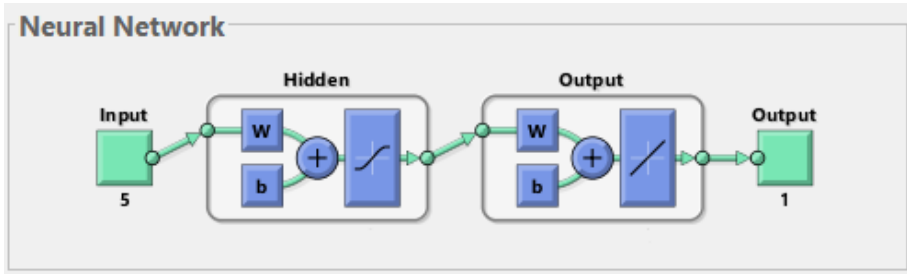 Neural Network
Hidden
Output
Input
W
b
+
W
b
+
Output
5
1